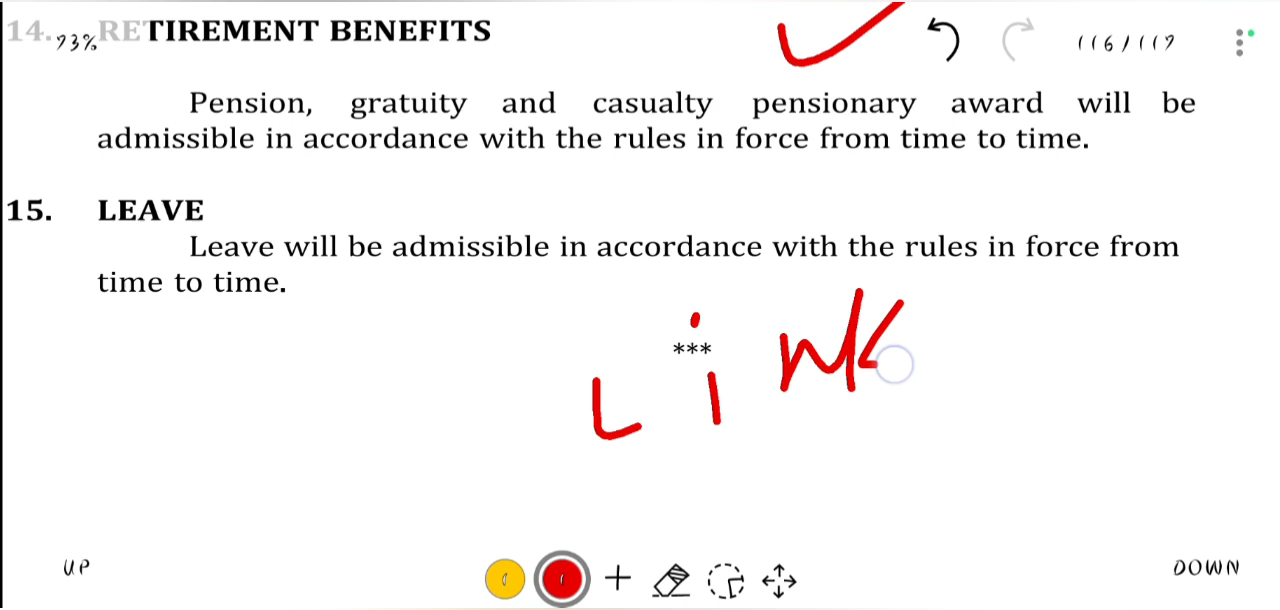 14. RETIREMENT BENEFITS
73%
116/117
Pension, gratuity and casualty pensionary award will be
admissible in accordance with the rules in force from time to time.
15. LEAVE
Leave will be admissible in accordance with the rules in force from
time to time.
***
Link
UP
DOWN